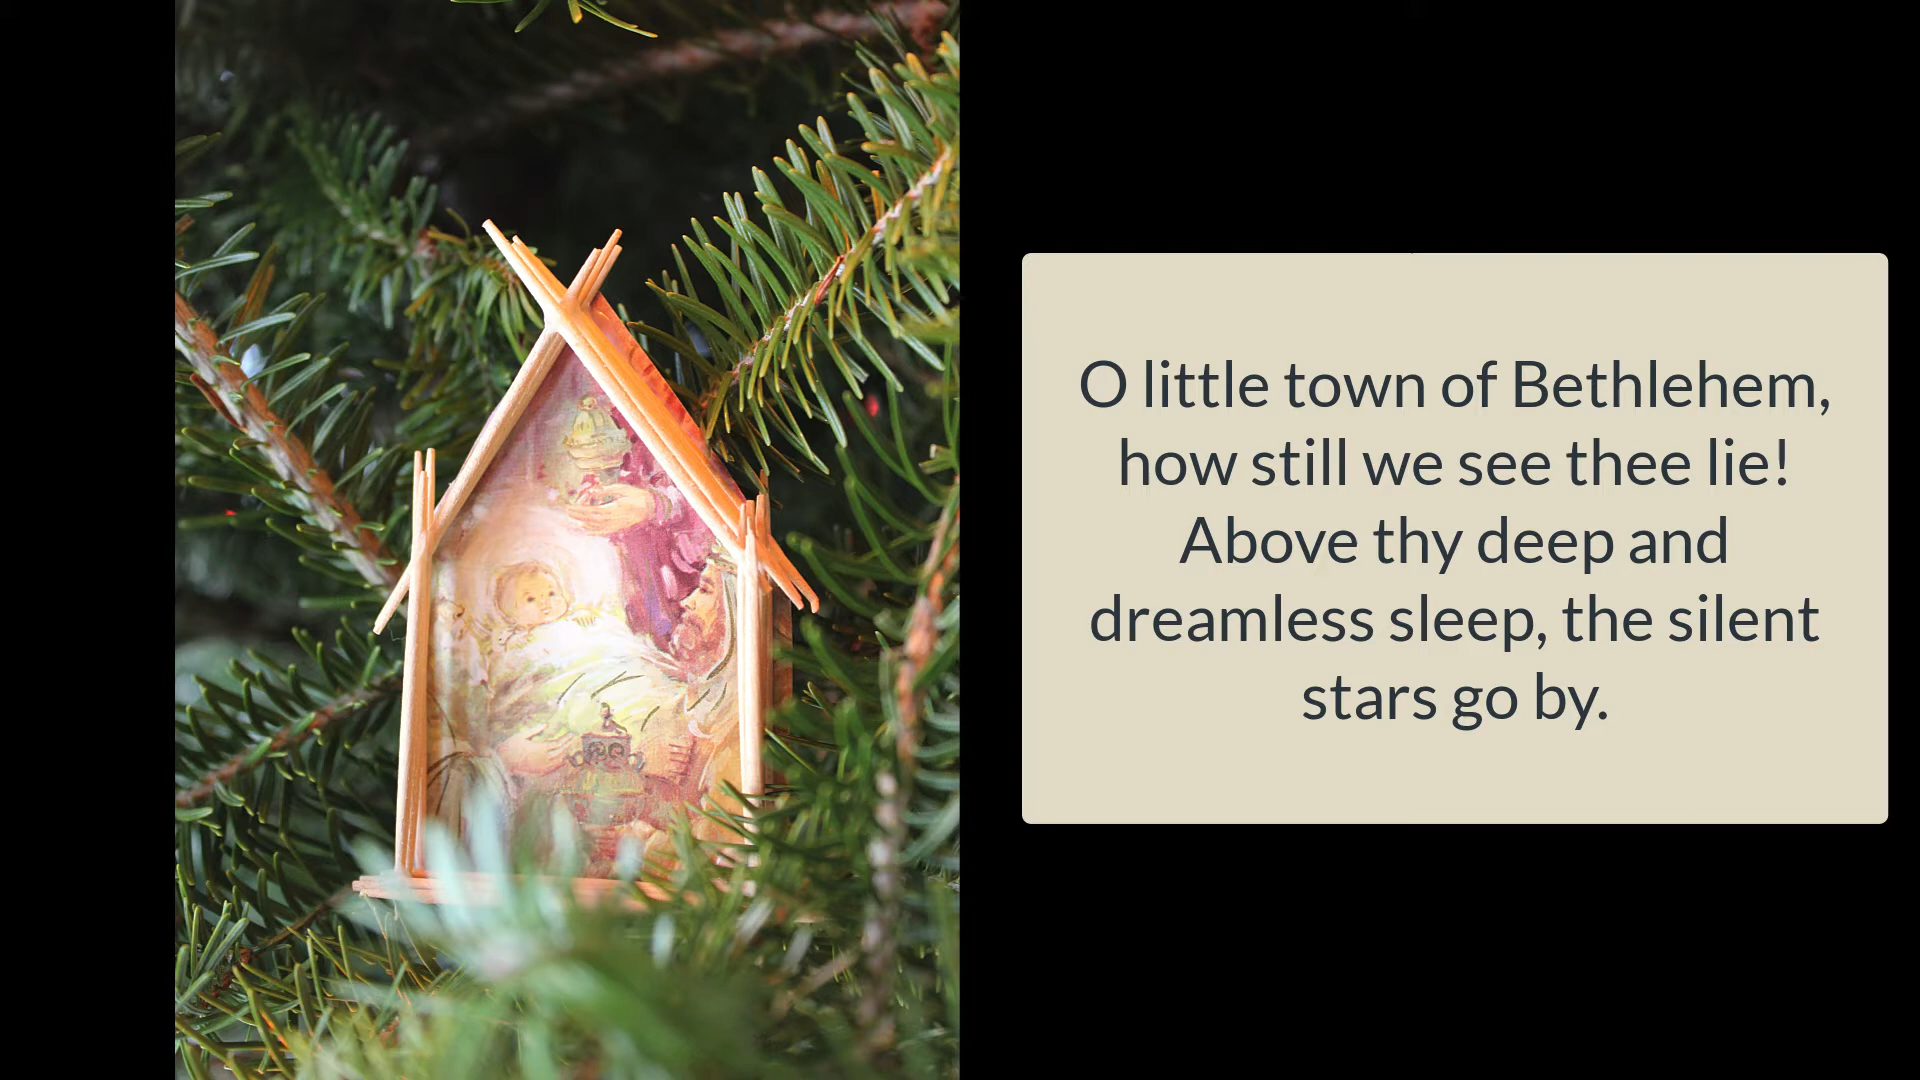 O little town of Bethlehem,
how still we see thee lie!
Above thy deep and
dreamless sleep, the silent
stars go by.